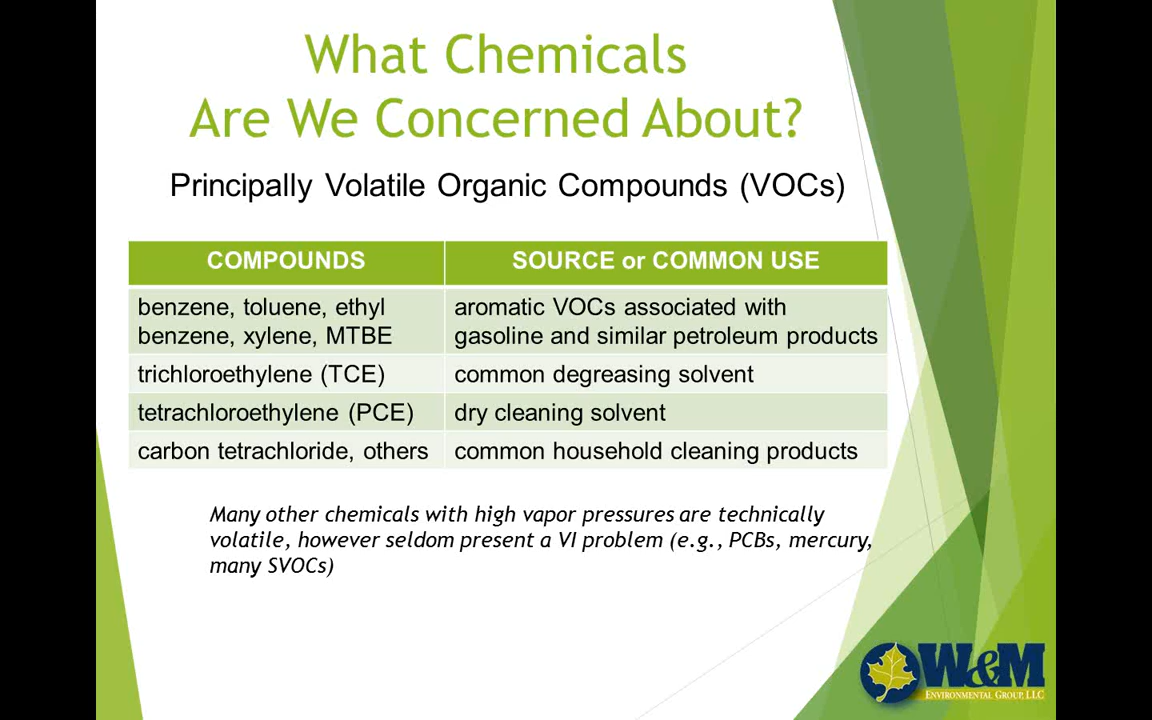 What Chemicals
Are We Concerned About?
Principally Volatile Organic Compounds (VOCs)
COMPOUNDS SOURCE or COMMON USE
benzene, toluene, ethyl aromatic VOCs associated with
benzene, xylene, MTBE gasoline and similar petroleum products
trichloroethylene (TCE) common degreasing solvent
tetrachloroethylene (PCE) dry cleaning solvent
carbon tetrachloride, others common household cleaning products
Many other chemicals with high vapor pressures are technically
volatile, however seldom present a VI problem (e.g., PCBs, mercury,
many SVOCs)
W&M
ENVIRONMENTAL GROUP, LLC